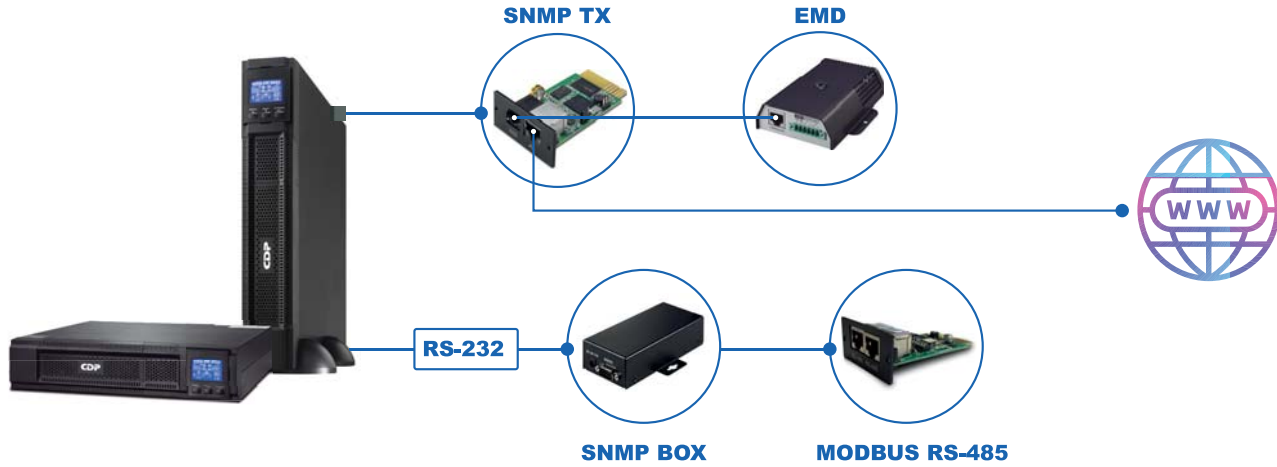 SNMP TX
EMD
WWW
CDP
CDP
RS-232
SNMP BOX
MODBUS RS-485